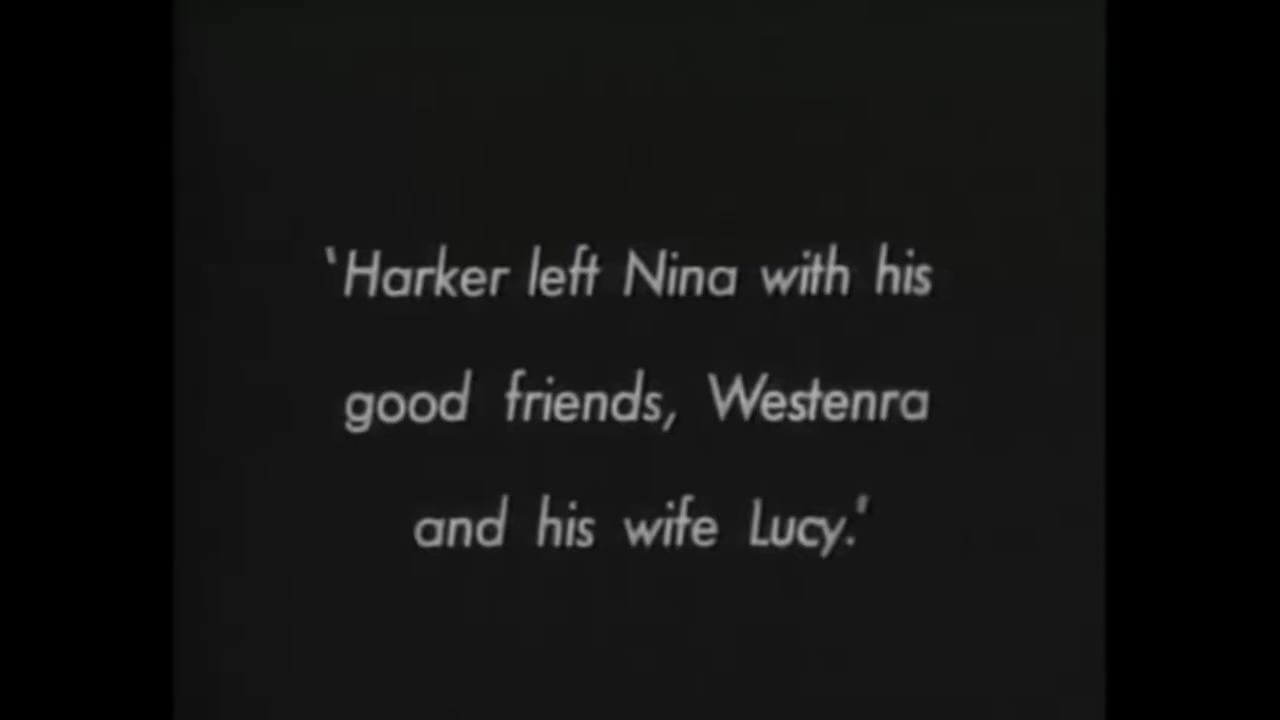 'Harker left Nina with his
good friends, Westenra
and his wife Lucy.'